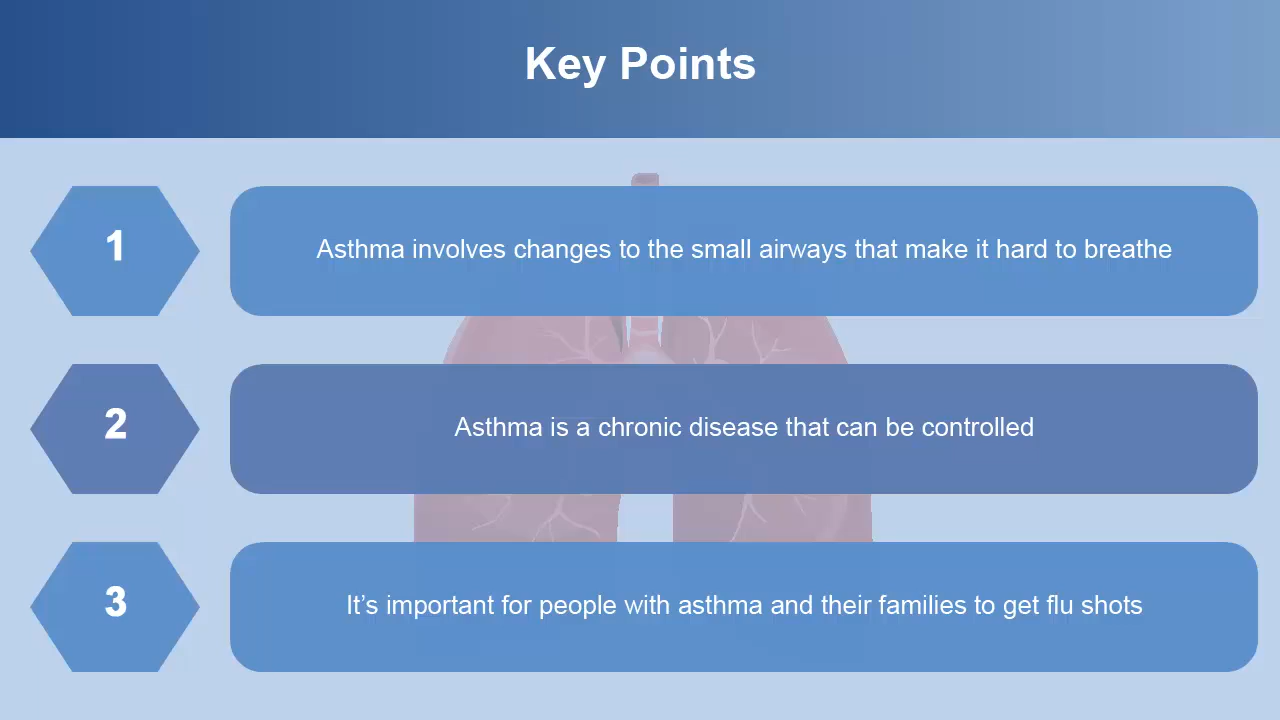 Key Points
1
Asthma involves changes to the small airways that make it hard to breathe
2
Asthma is a chronic disease that can be controlled
3
It’s important for people with asthma and their families to get flu shots